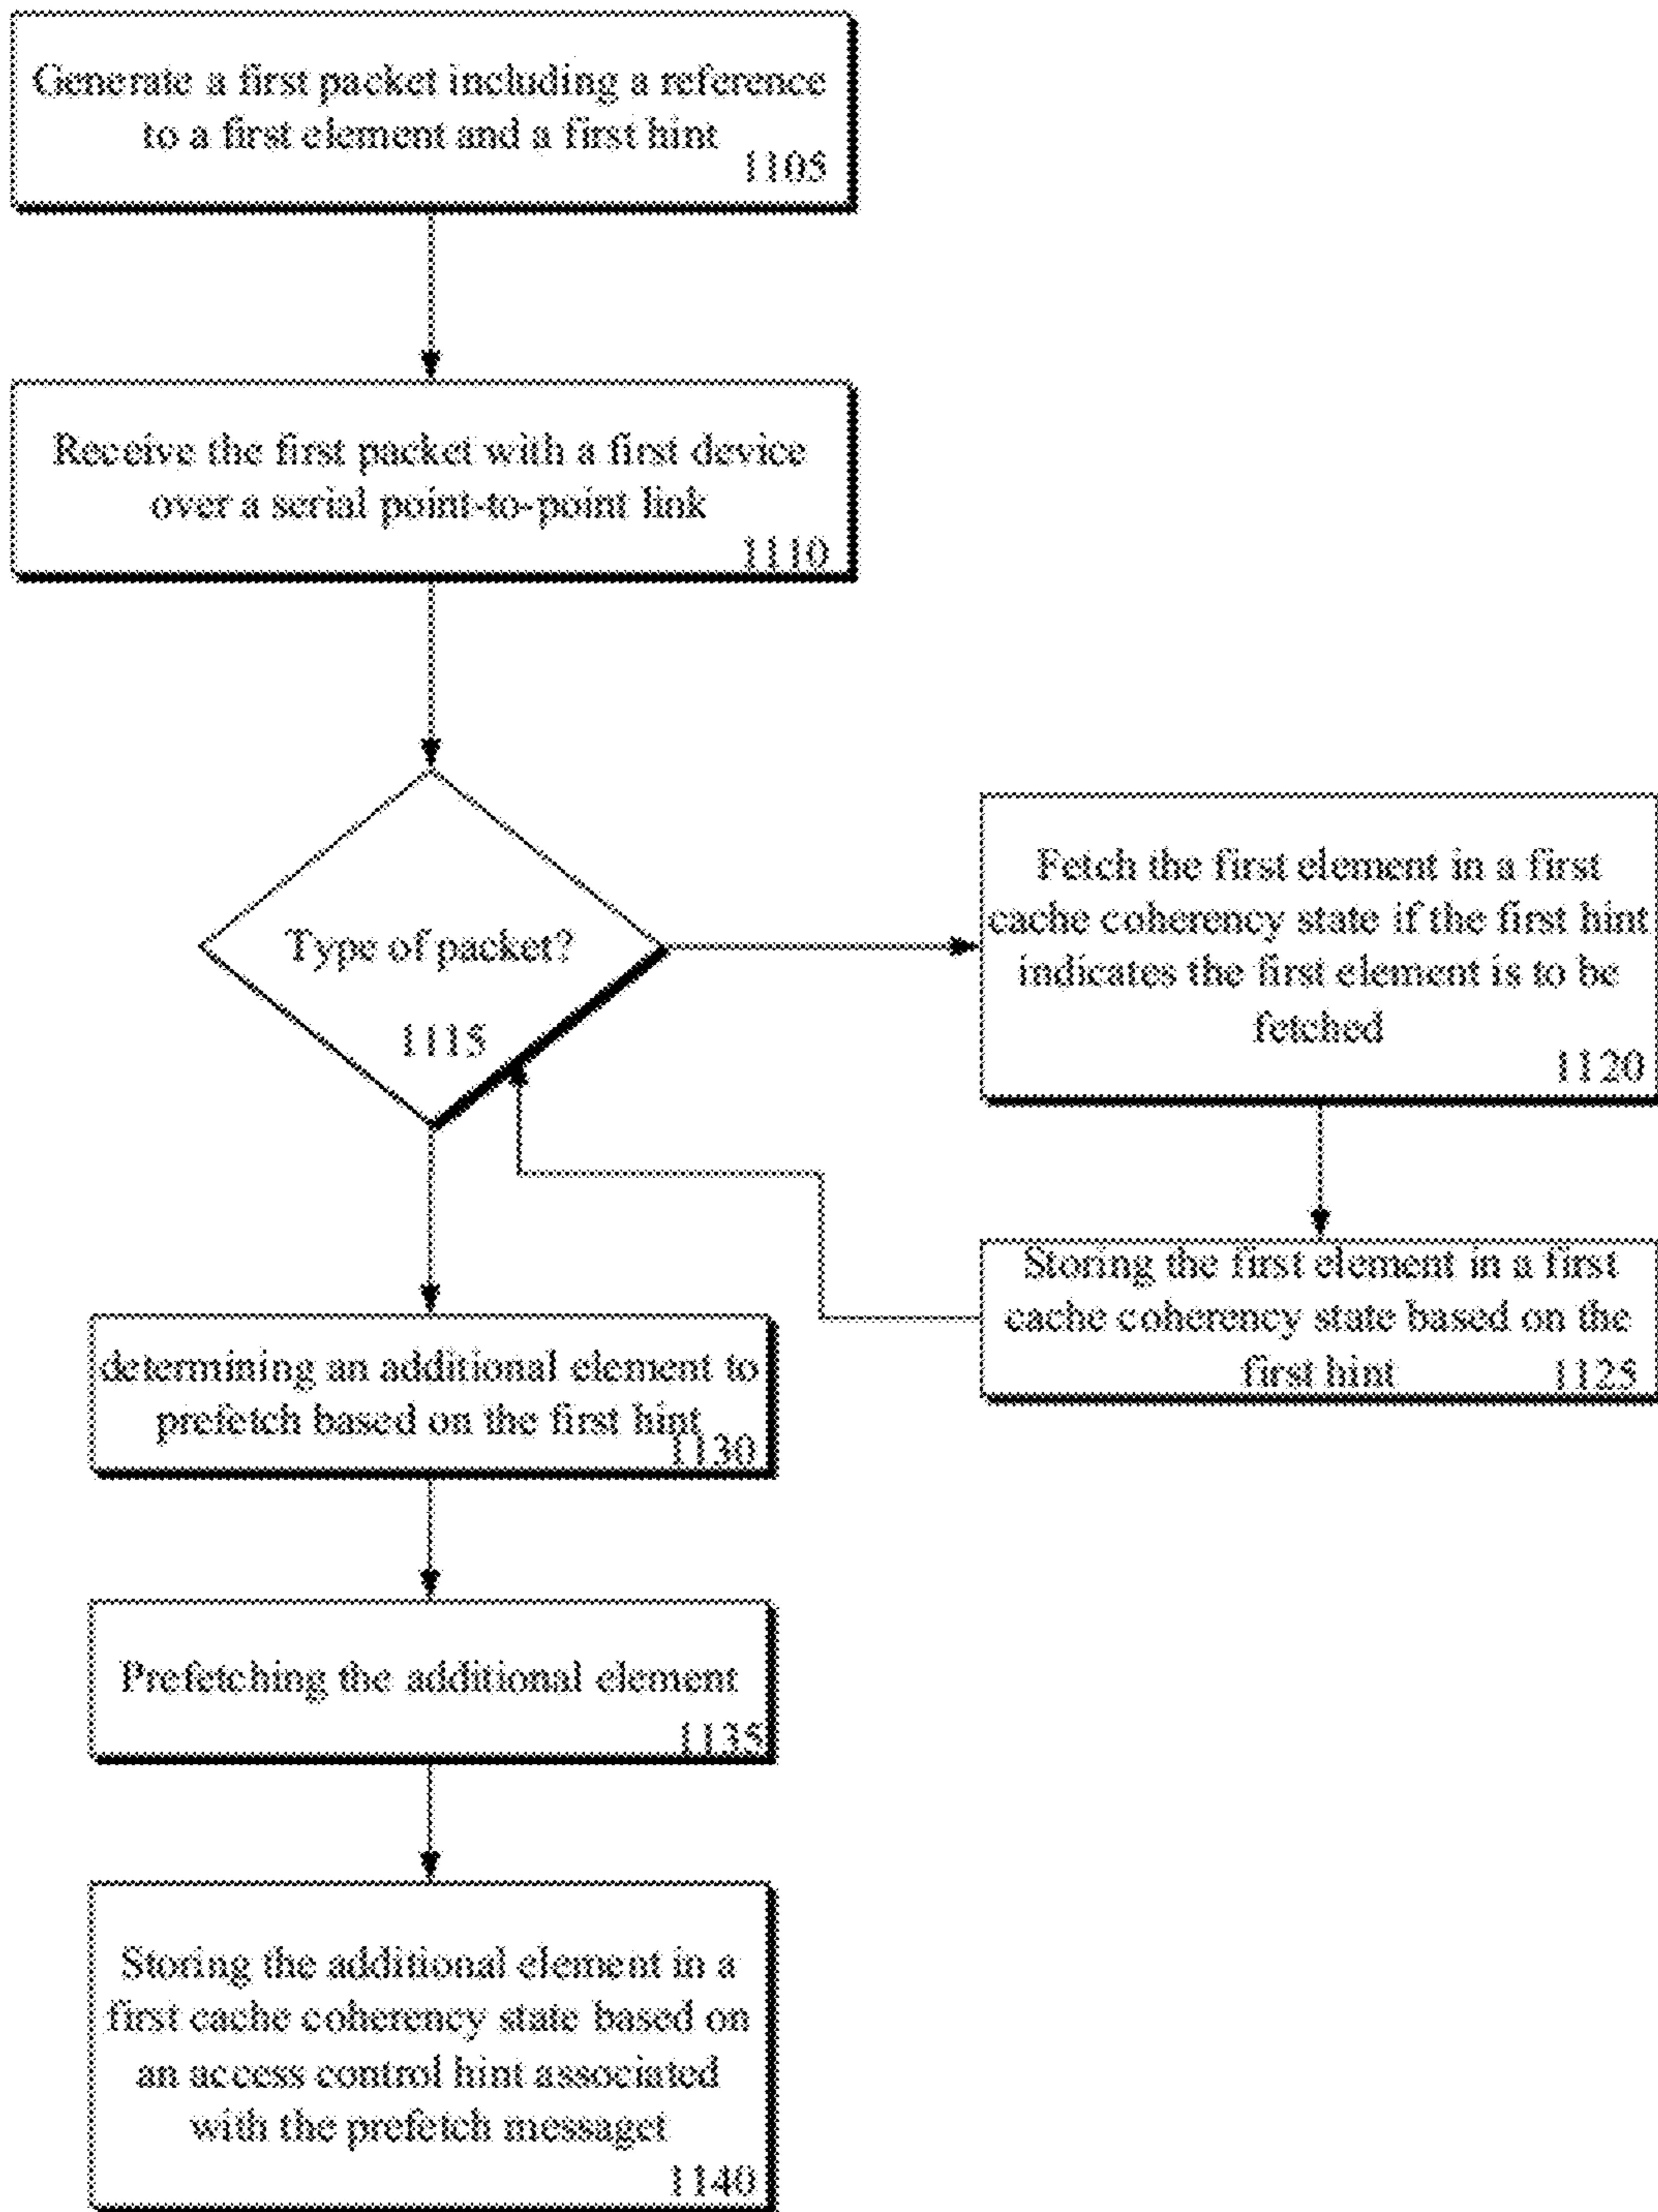 Generate a first packet including a reference
to a first element and a first hint
1105
Receive the first packet with a first device
over a serial point-to-point link
1110
Type of packet?
1115
Fetch the first element in a first
cache coherency state if the first hint
indicates the first element is to be
fetched
1120
Storing the first element in a first
cache coherency state based on the
first hint 1125
determining an additional element to
prefetch based on the first hint
1130
Prefetching the additional element
1135
Storing the additional element in a
first cache coherency state based on
an access control hint associated
with the prefetch messaget
1140